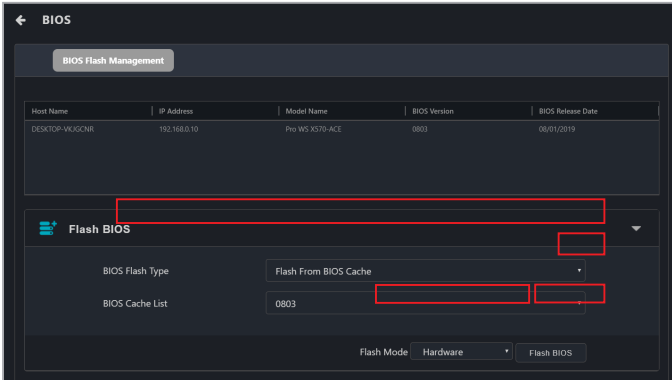 BIOS
BIOS Flash Management
Host Name IP Address Model Name BIOS Version BIOS Release Date
DESKTOP-VKJGCNR 192.168.0.10 Pro WS X570-ACE 0803 08/01/2019
Flash BIOS
BIOS Flash Type Flash From BIOS Cache
BIOS Cache List 0803
Flash Mode Hardware Flash BIOS